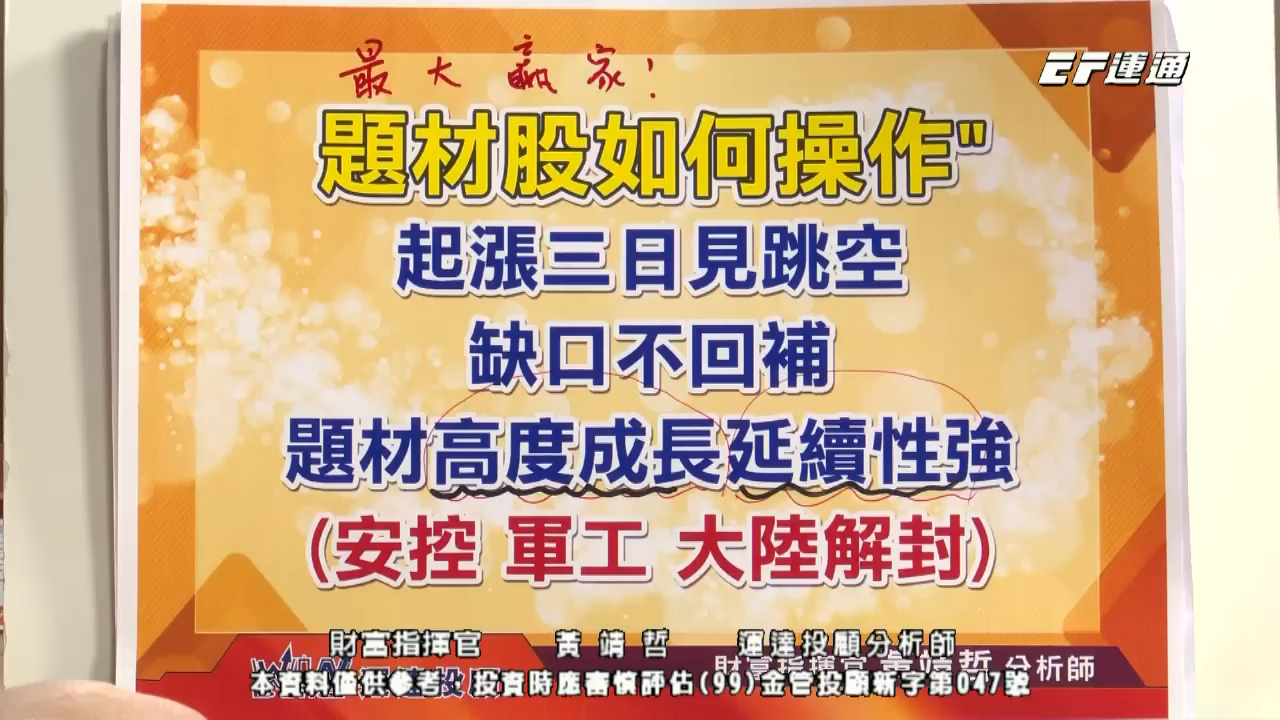 最大贏家!
EF運通
題材股如何操作"
起漲三日見跳空
缺口不回補
題材高度成長延續性強
(安控 軍工 大陸解封)
財富指揮官 黃靖哲 運達投顧分析師
財富指揮官 黃靖哲 分析師
本資料僅供參考，投資時應審慎評估(99)金管投顧新字第047號